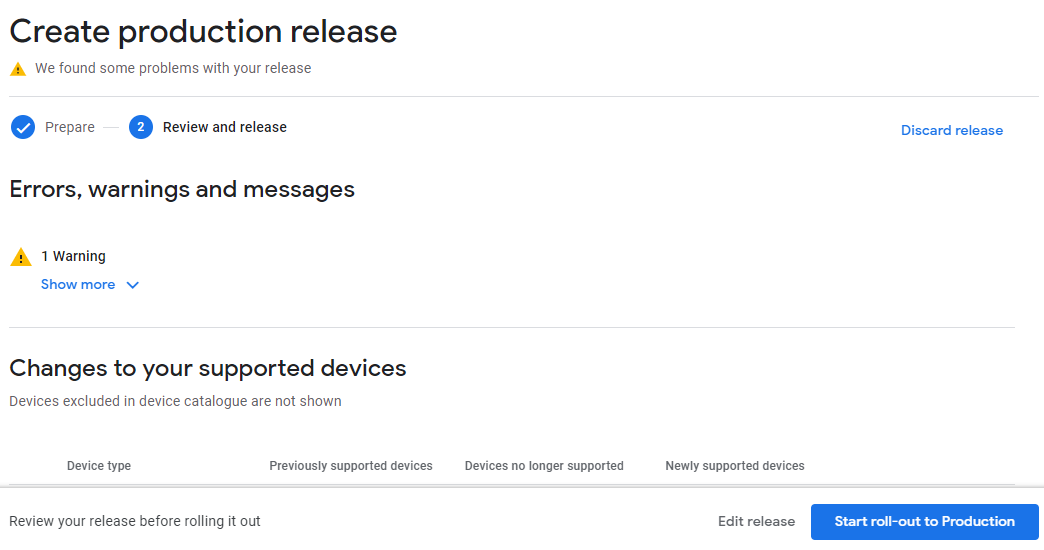 Create production release
We found some problems with your release
Prepare
2
Review and release
Discard release
Errors, warnings and messages
1 Warning
Show more
Changes to your supported devices
Devices excluded in device catalogue are not shown
Device type Previously supported devices Devices no longer supported Newly supported devices
Review your release before rolling it out
Edit release
Start roll-out to Production